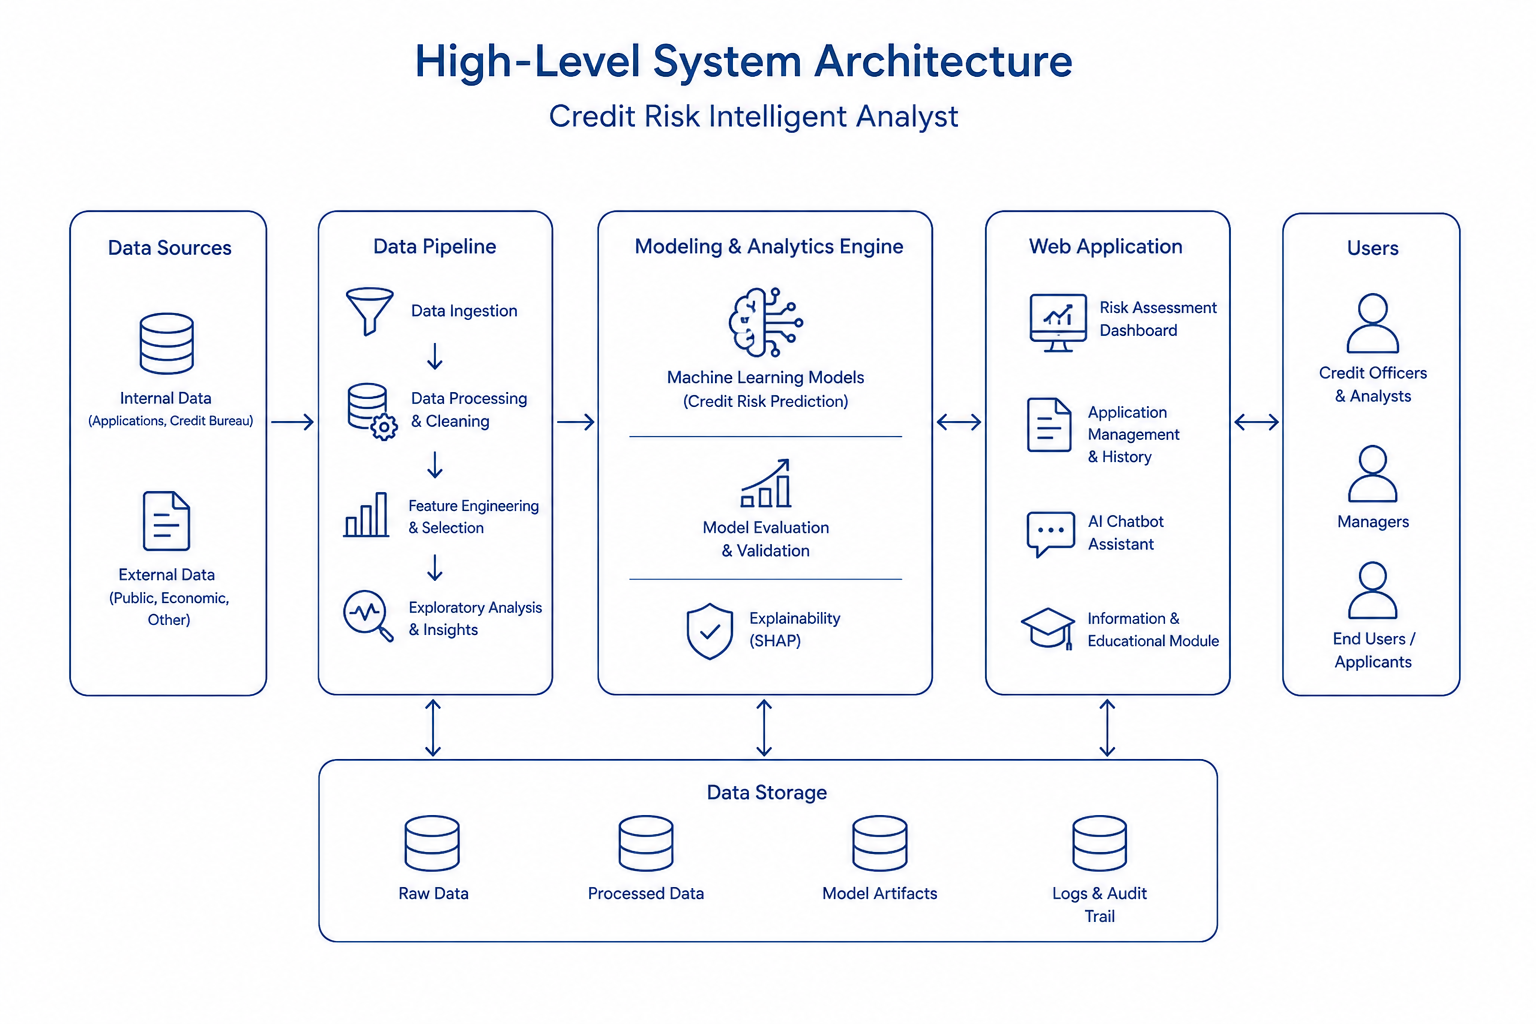 High-Level System Architecture
Credit Risk Intelligent Analyst
Data Sources
Internal Data
(Applications, Credit Bureau)
External Data
(Public, Economic,
Other)
Data Pipeline
Data Ingestion
Data Processing
& Cleaning
Feature Engineering
& Selection
Exploratory Analysis
& Insights
Modeling & Analytics Engine
Machine Learning Models
(Credit Risk Prediction)
Model Evaluation
& Validation
Explainability
(SHAP)
Web Application
Risk Assessment
Dashboard
Application
Management
& History
AI Chatbot
Assistant
Information &
Educational Module
Users
Credit Officers
& Analysts
Managers
End Users /
Applicants
Data Storage
Raw Data
Processed Data
Model Artifacts
Logs & Audit
Trail